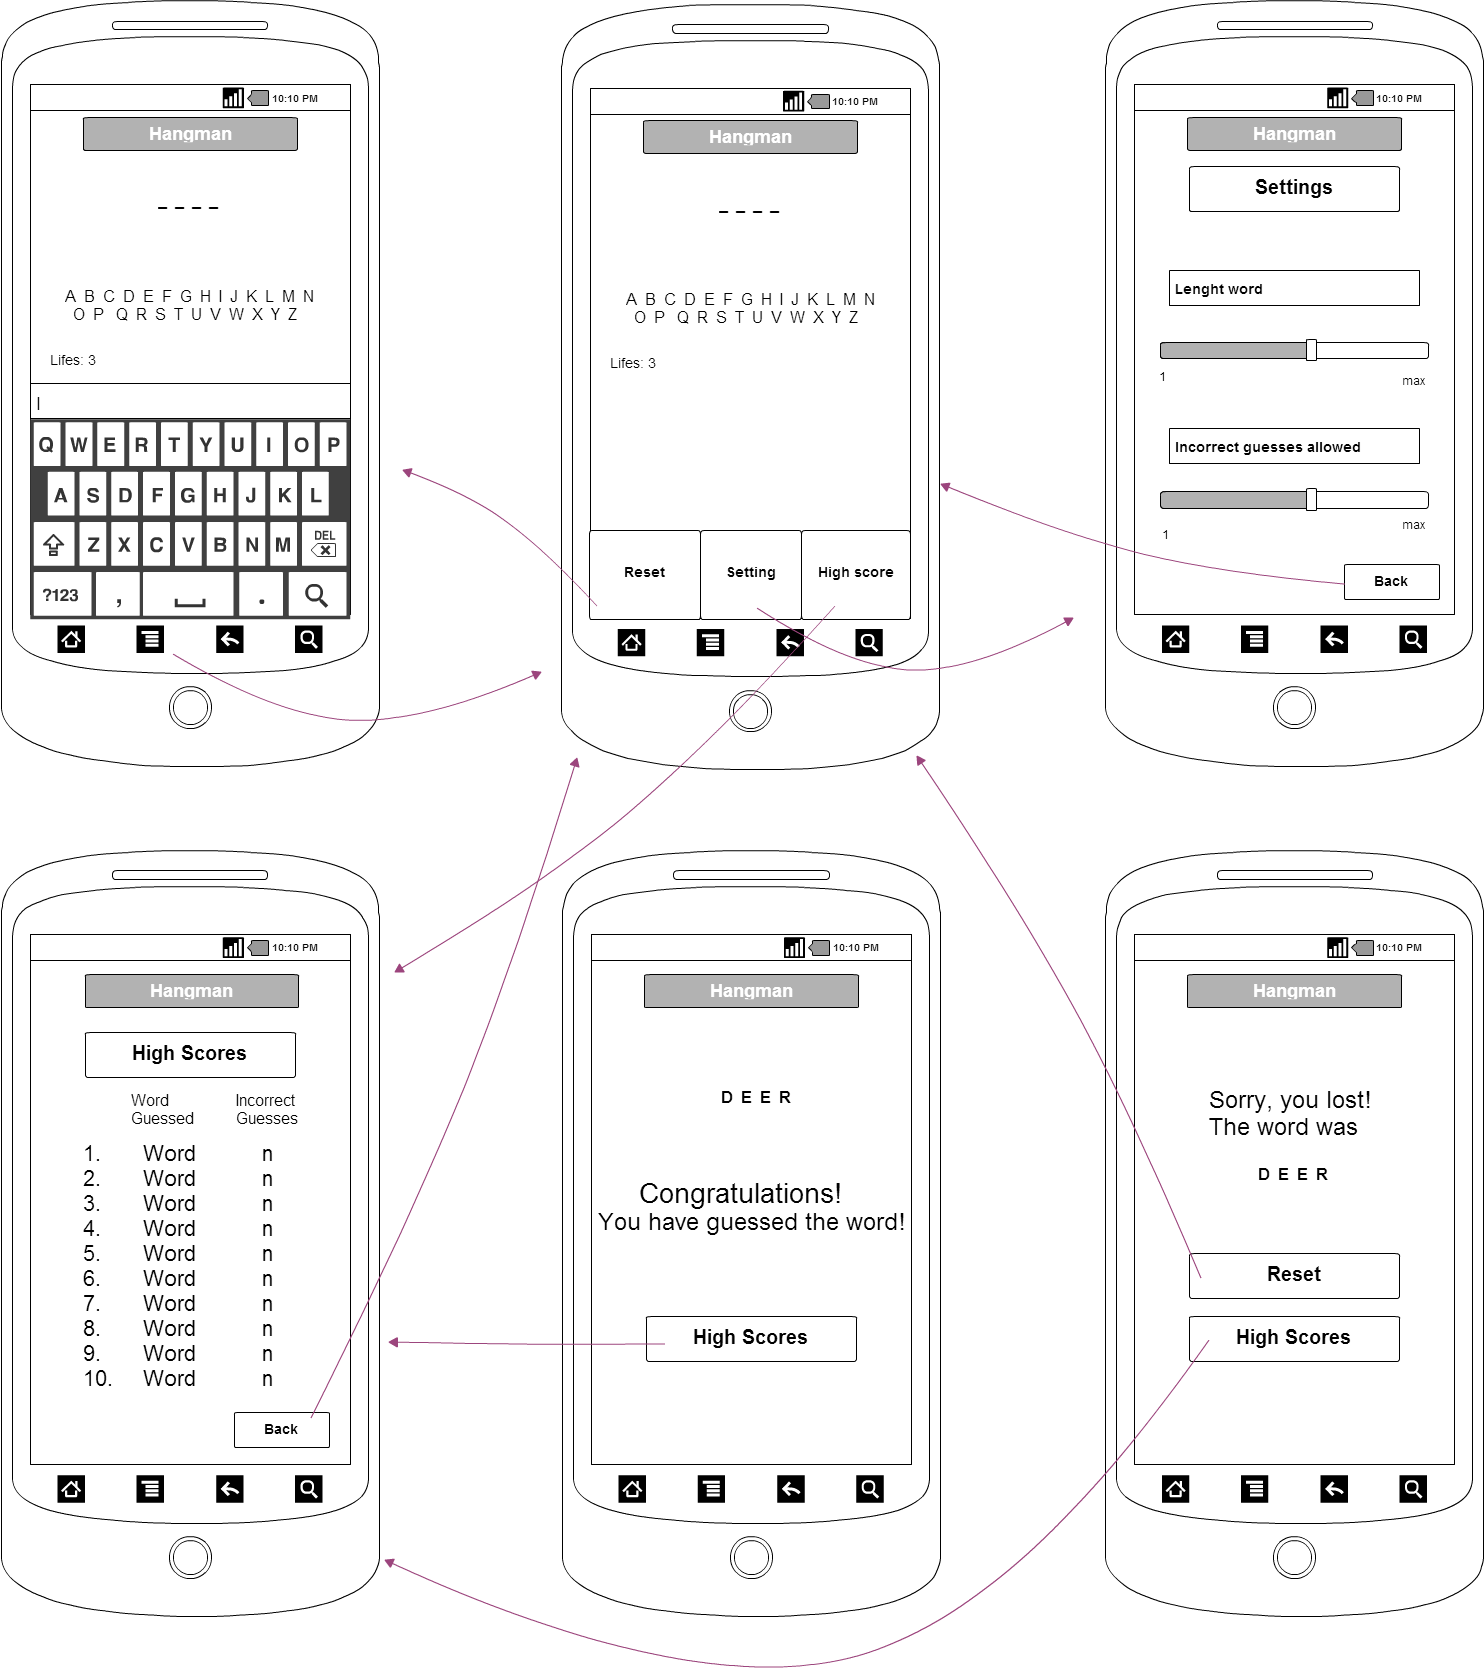 10:10 PM
Hangman
_ _ _ _
A B C D E F G H I J K L M N
O P Q R S T U V W X Y Z
Lifes: 3
|
Q W E R T Y U I O P
A S D F G H J K L
Z X C V B N M DEL
?123 , .
10:10 PM
Hangman
_ _ _ _
A B C D E F G H I J K L M N
O P Q R S T U V W X Y Z
Lifes: 3
Reset Setting High score
10:10 PM
Hangman
Settings
Lenght word
1 max
Incorrect guesses allowed
1 max
Back
10:10 PM
Hangman
High Scores
Word Incorrect
Guessed Guesses
1. Word n
2. Word n
3. Word n
4. Word n
5. Word n
6. Word n
7. Word n
8. Word n
9. Word n
10. Word n
Back
10:10 PM
Hangman
D E E R
Congratulations!
You have guessed the word!
High Scores
10:10 PM
Hangman
Sorry, you lost!
The word was
D E E R
Reset
High Scores